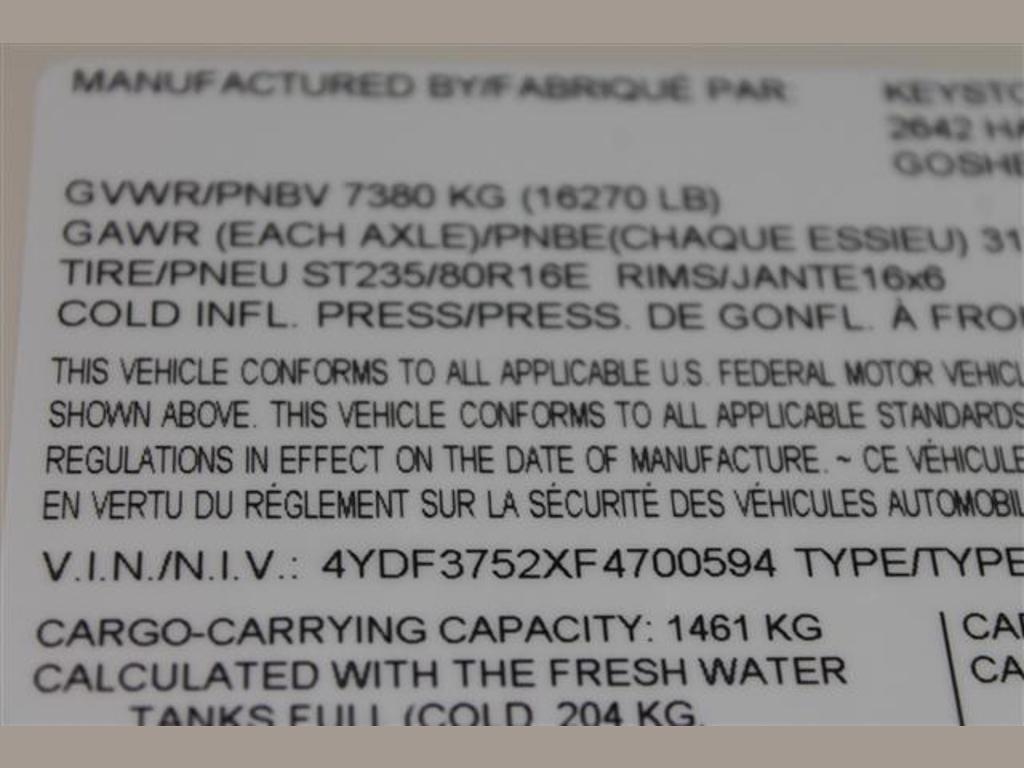 MANUFACTURED BY/FABRIQUÉ PAR:
KEYSTO
2642 HA
GOSHE
GVWR/PNBV 7380 KG (16270 LB)
GAWR (EACH AXLE)/PNBE(CHAQUE ESSIEU) 31
TIRE/PNEU ST235/80R16E RIMS/JANTE16x6
COLD INFL. PRESS/PRESS. DE GONFL. À FRO
THIS VEHICLE CONFORMS TO ALL APPLICABLE U.S. FEDERAL MOTOR VEHICL
SHOWN ABOVE. THIS VEHICLE CONFORMS TO ALL APPLICABLE STANDARDS
REGULATIONS IN EFFECT ON THE DATE OF MANUFACTURE. ~ CE VÉHICULE
EN VERTU DU RÉGLEMENT SUR LA SÉCURITÉ DES VÉHICULES AUTOMOBIL
V.I.N./N.I.V.: 4YDF3752XF4700594 TYPE/TYPE
CARGO-CARRYING CAPACITY: 1461 KG
CALCULATED WITH THE FRESH WATER
TANKS FULL (COLD 204 KG.
CA
CA